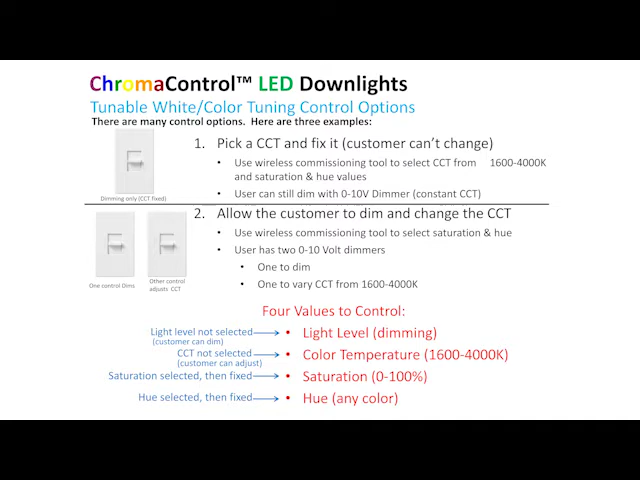 ChromaControl™ LED Downlights
Tunable White/Color Tuning Control Options
There are many control options.  Here are three examples:
1. Pick a CCT and fix it (customer can't change)
• Use wireless commissioning tool to select CCT from 1600-4000K
and saturation & hue values
• User can still dim with 0-10V Dimmer (constant CCT)
Dimming only (CCT fixed)
2. Allow the customer to dim and change the CCT
• Use wireless commissioning tool to select saturation & hue
• User has two 0-10 Volt dimmers
• One to dim
• One to vary CCT from 1600-4000K
One control Dims
Other control
adjusts CCT
Four Values to Control:
Light level not selected
(customer can dim)
• Light Level (dimming)
CCT not selected
(customer can adjust)
• Color Temperature (1600-4000K)
Saturation selected, then fixed
• Saturation (0-100%)
Hue selected, then fixed
• Hue (any color)